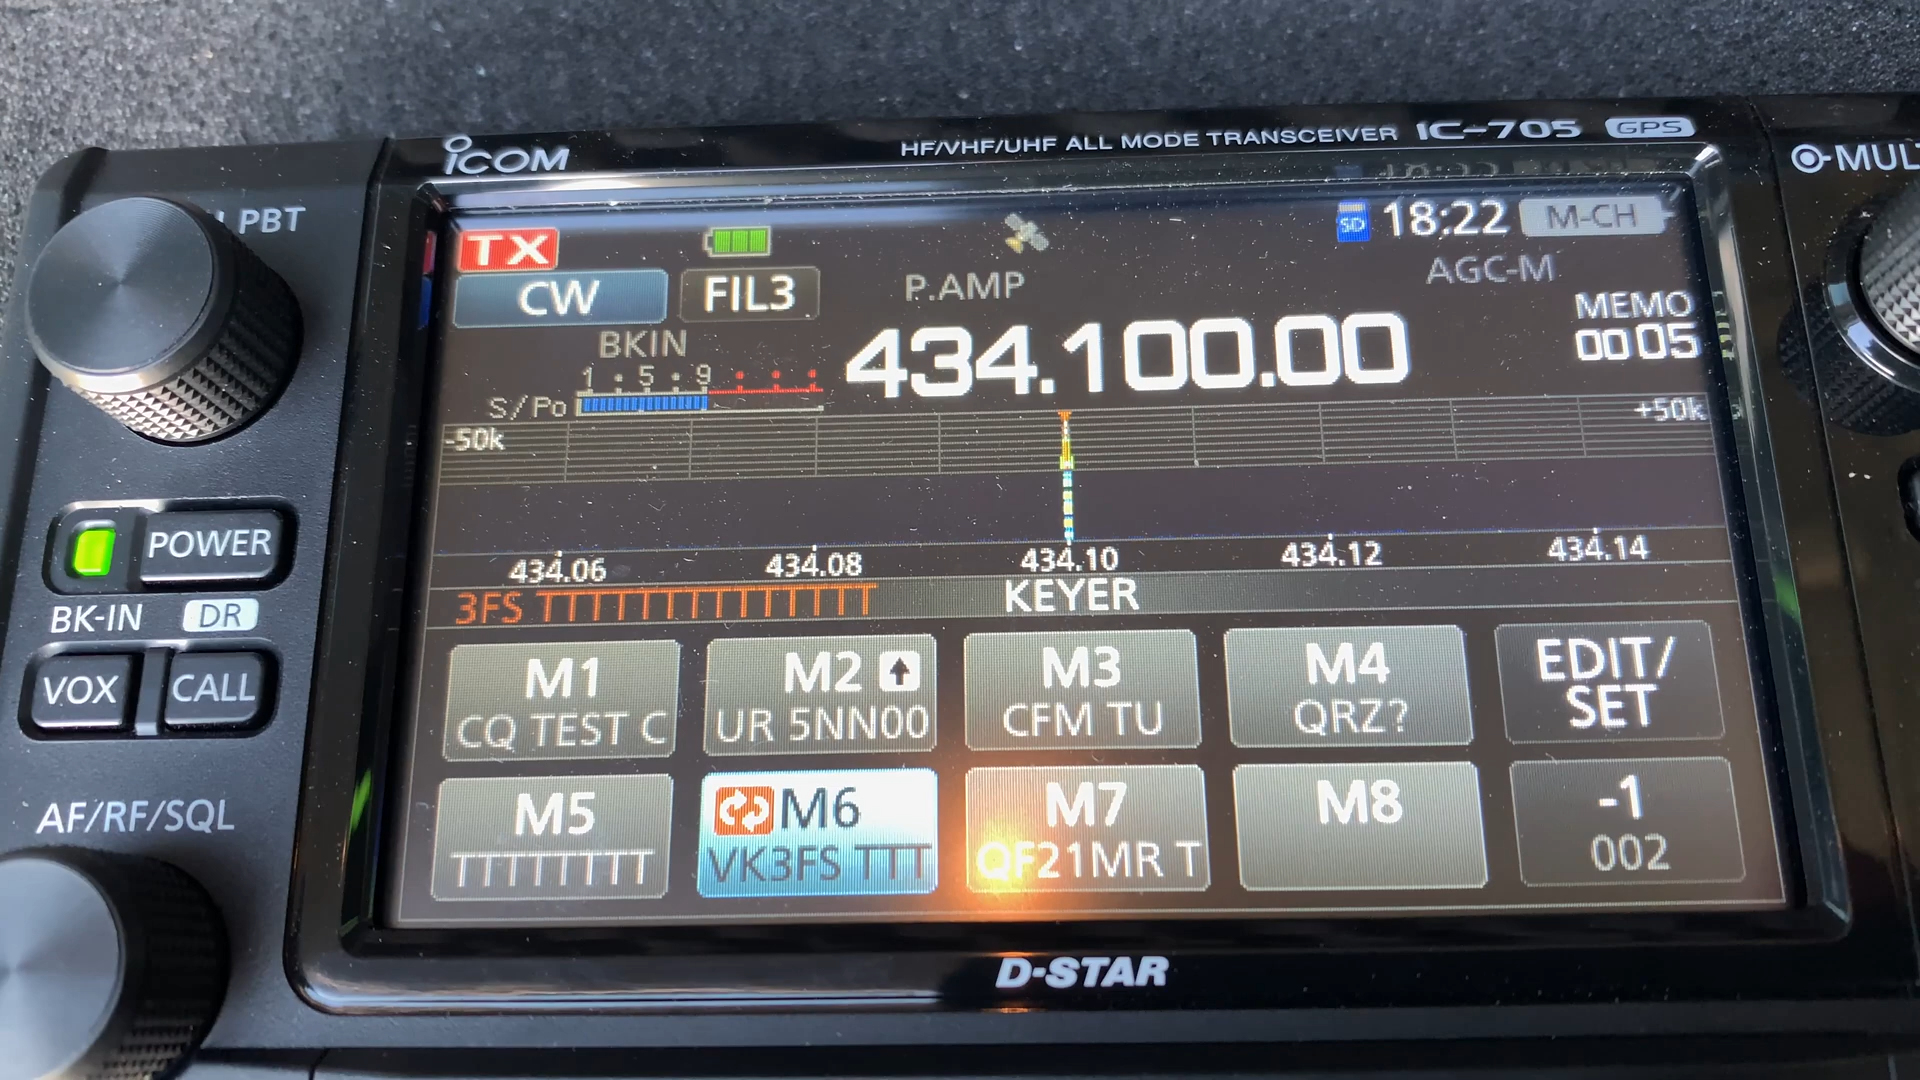 ICOM
HF/VHF/UHF ALL MODE TRANSCEIVER IC-705 GPS
PBT
MULT
TX
SD
18:22
M-CH
CW
FIL3
P.AMP
AGC-M
BKIN
434.100.00
MEMO
0005
1 . 5 . 9
S/Po
-50k
+50k
434.06 434.08 434.10 434.12 434.14
3FS TTTTTTTTTTTTTT
KEYER
M1
CQ TEST C
M2
UR 5NN00
M3
CFM TU
M4
QRZ?
EDIT/
SET
M5
TTTTTTTT
M6
VK3FS TTT
M7
QF21MR T
M8
-1
002
POWER
BK-IN DR
VOX CALL
AF/RF/SQL
D-STAR